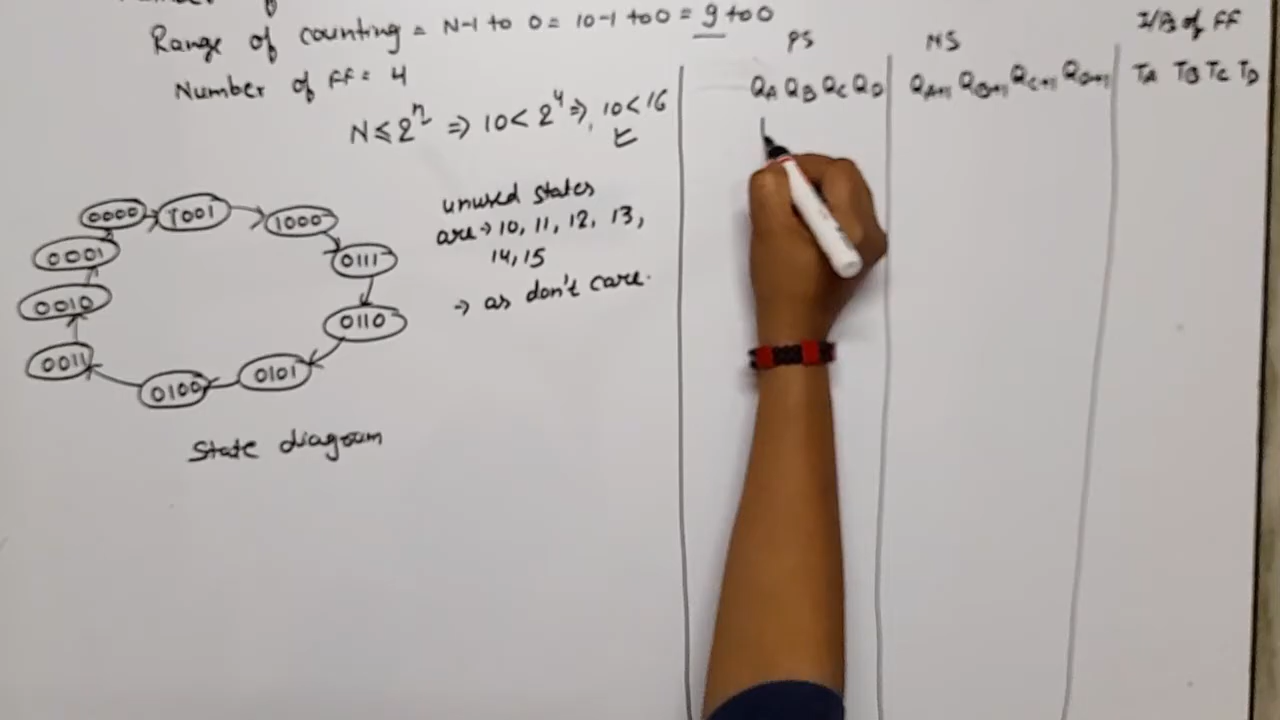 Range of counting = N-1 to 0 = 10-1 to 0 = 9 to 0
Number of FF = 4
N ≤ 2^n ⇒ 10 < 2^4 ⇒, 10 < 16
unused states
are → 10, 11, 12, 13,
14, 15
→ as don't care.
0000
1001
1000
0111
0110
0101
0100
0011
0010
0001
State diagram
PS
NS
I/P of FF
QA QB QC QD
QA+1 QB+1 QC+1 QD+1
TA TB TC TD